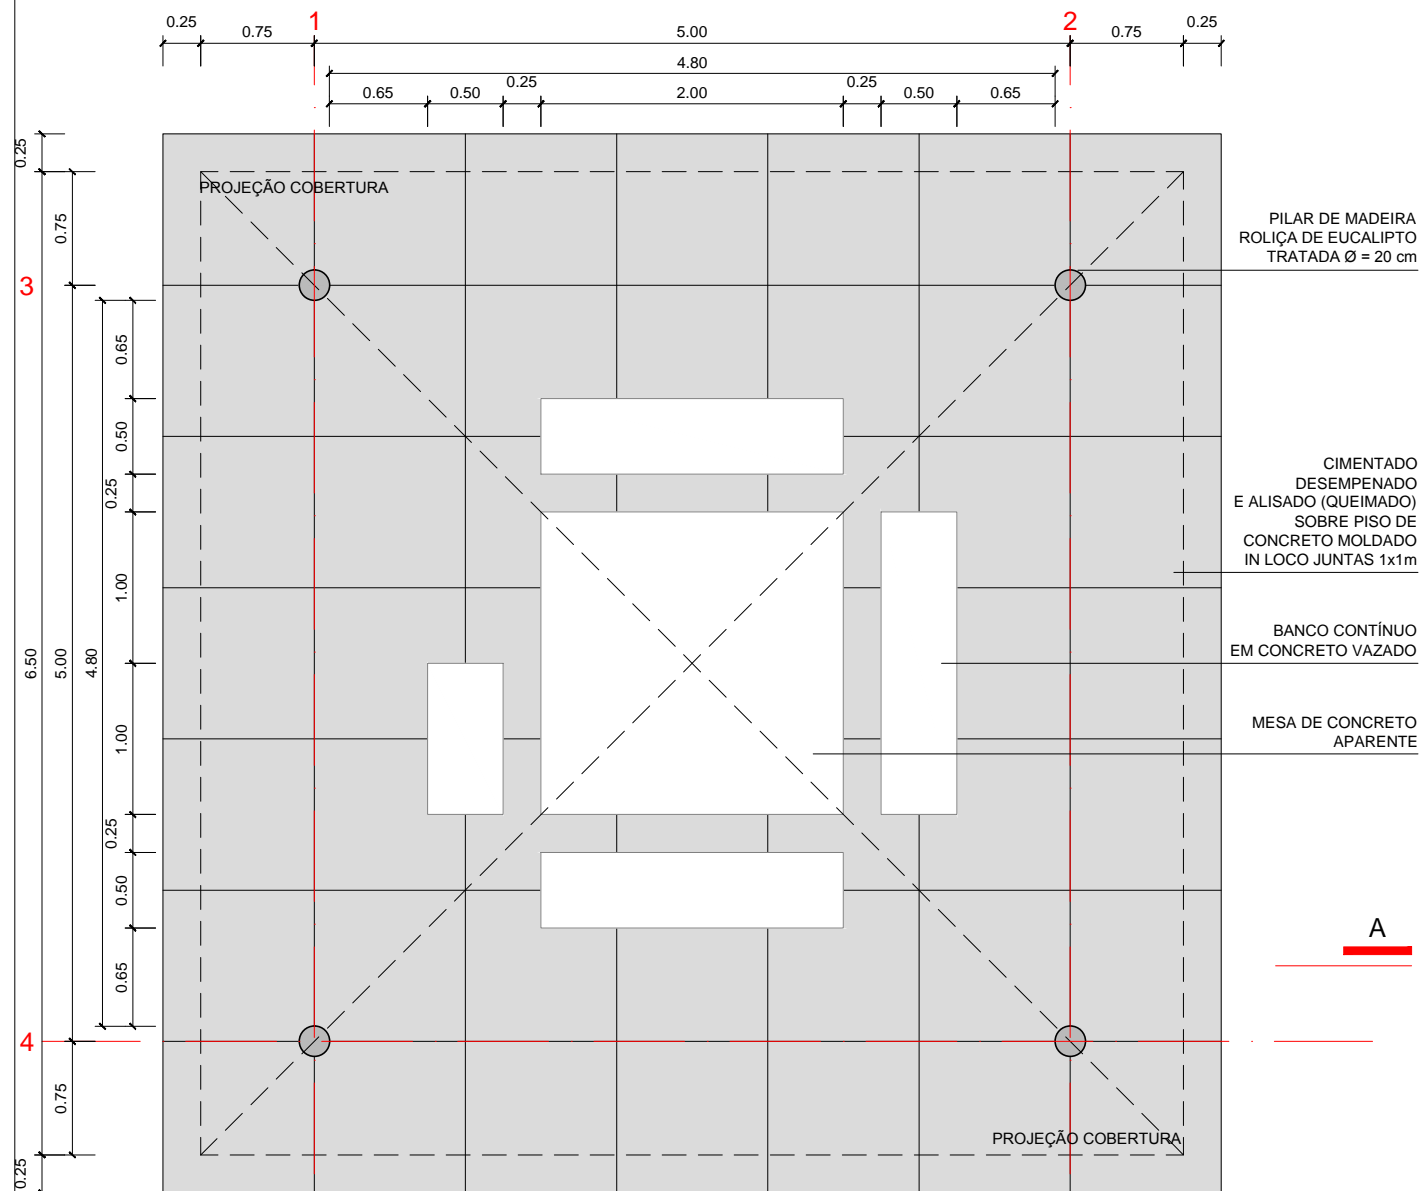 0.25
0.75
1
5.00
2
0.75
0.25
4.80
0.65
0.50
0.25
2.00
0.25
0.50
0.65
0.25
PROJEÇÃO COBERTURA
0.75
3
PILAR DE MADEIRA
ROLIÇA DE EUCALIPTO
TRATADA Ø = 20 cm
0.65
0.50
0.25
CIMENTADO
DESEMPENADO
E ALISADO (QUEIMADO)
SOBRE PISO DE
CONCRETO MOLDADO
IN LOCO JUNTAS 1x1m
1.00
6.50
5.00
4.80
BANCO CONTÍNUO
EM CONCRETO VAZADO
1.00
MESA DE CONCRETO
APARENTE
0.25
0.50
A
0.65
4
0.75
PROJEÇÃO COBERTURA
0.25